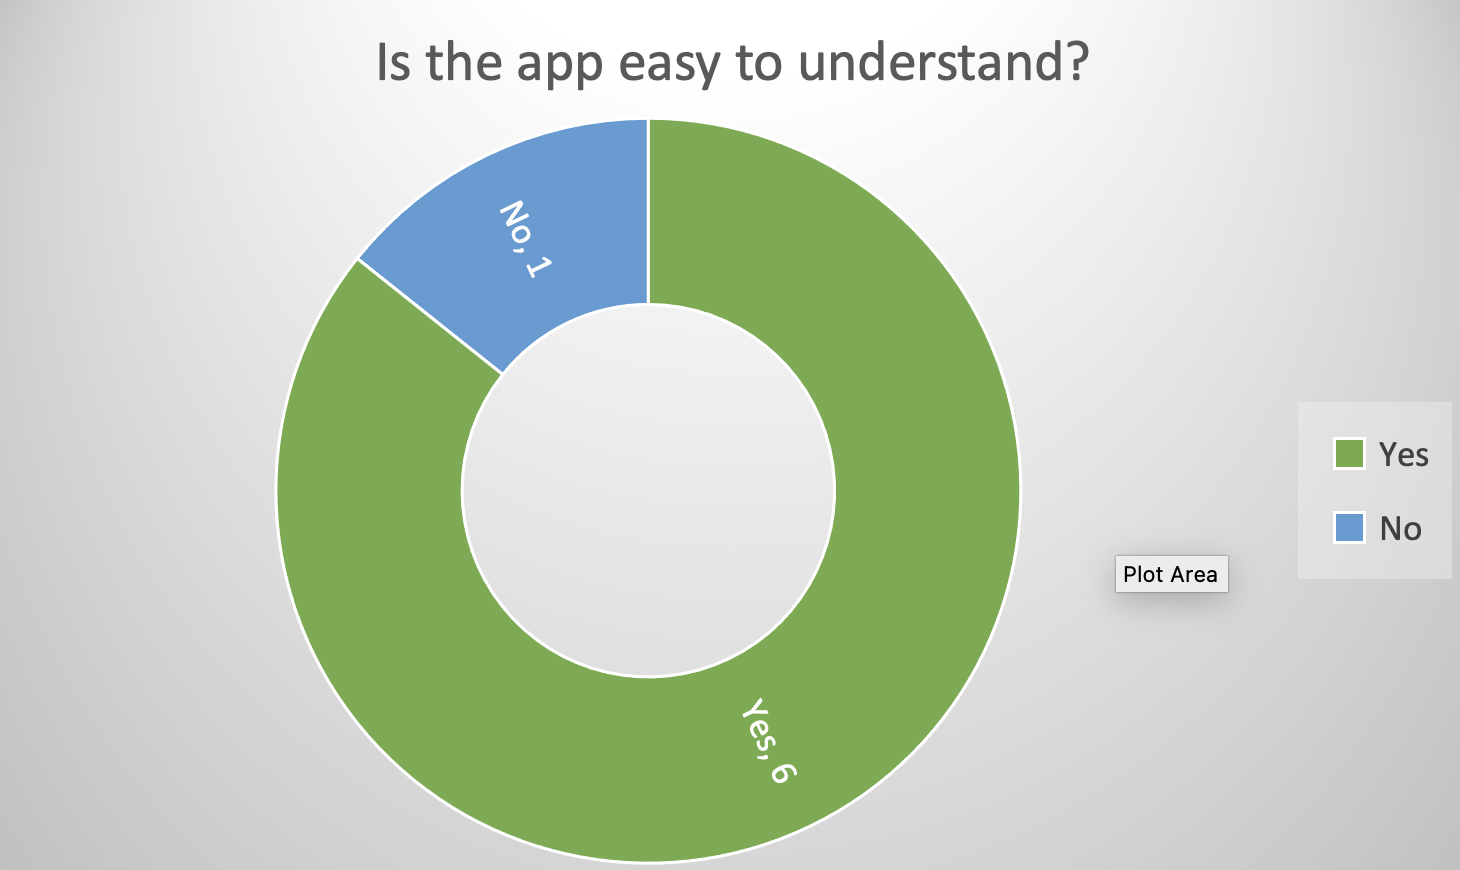 Is the app easy to understand?
No, 1
Yes, 6
Yes
No
Plot Area